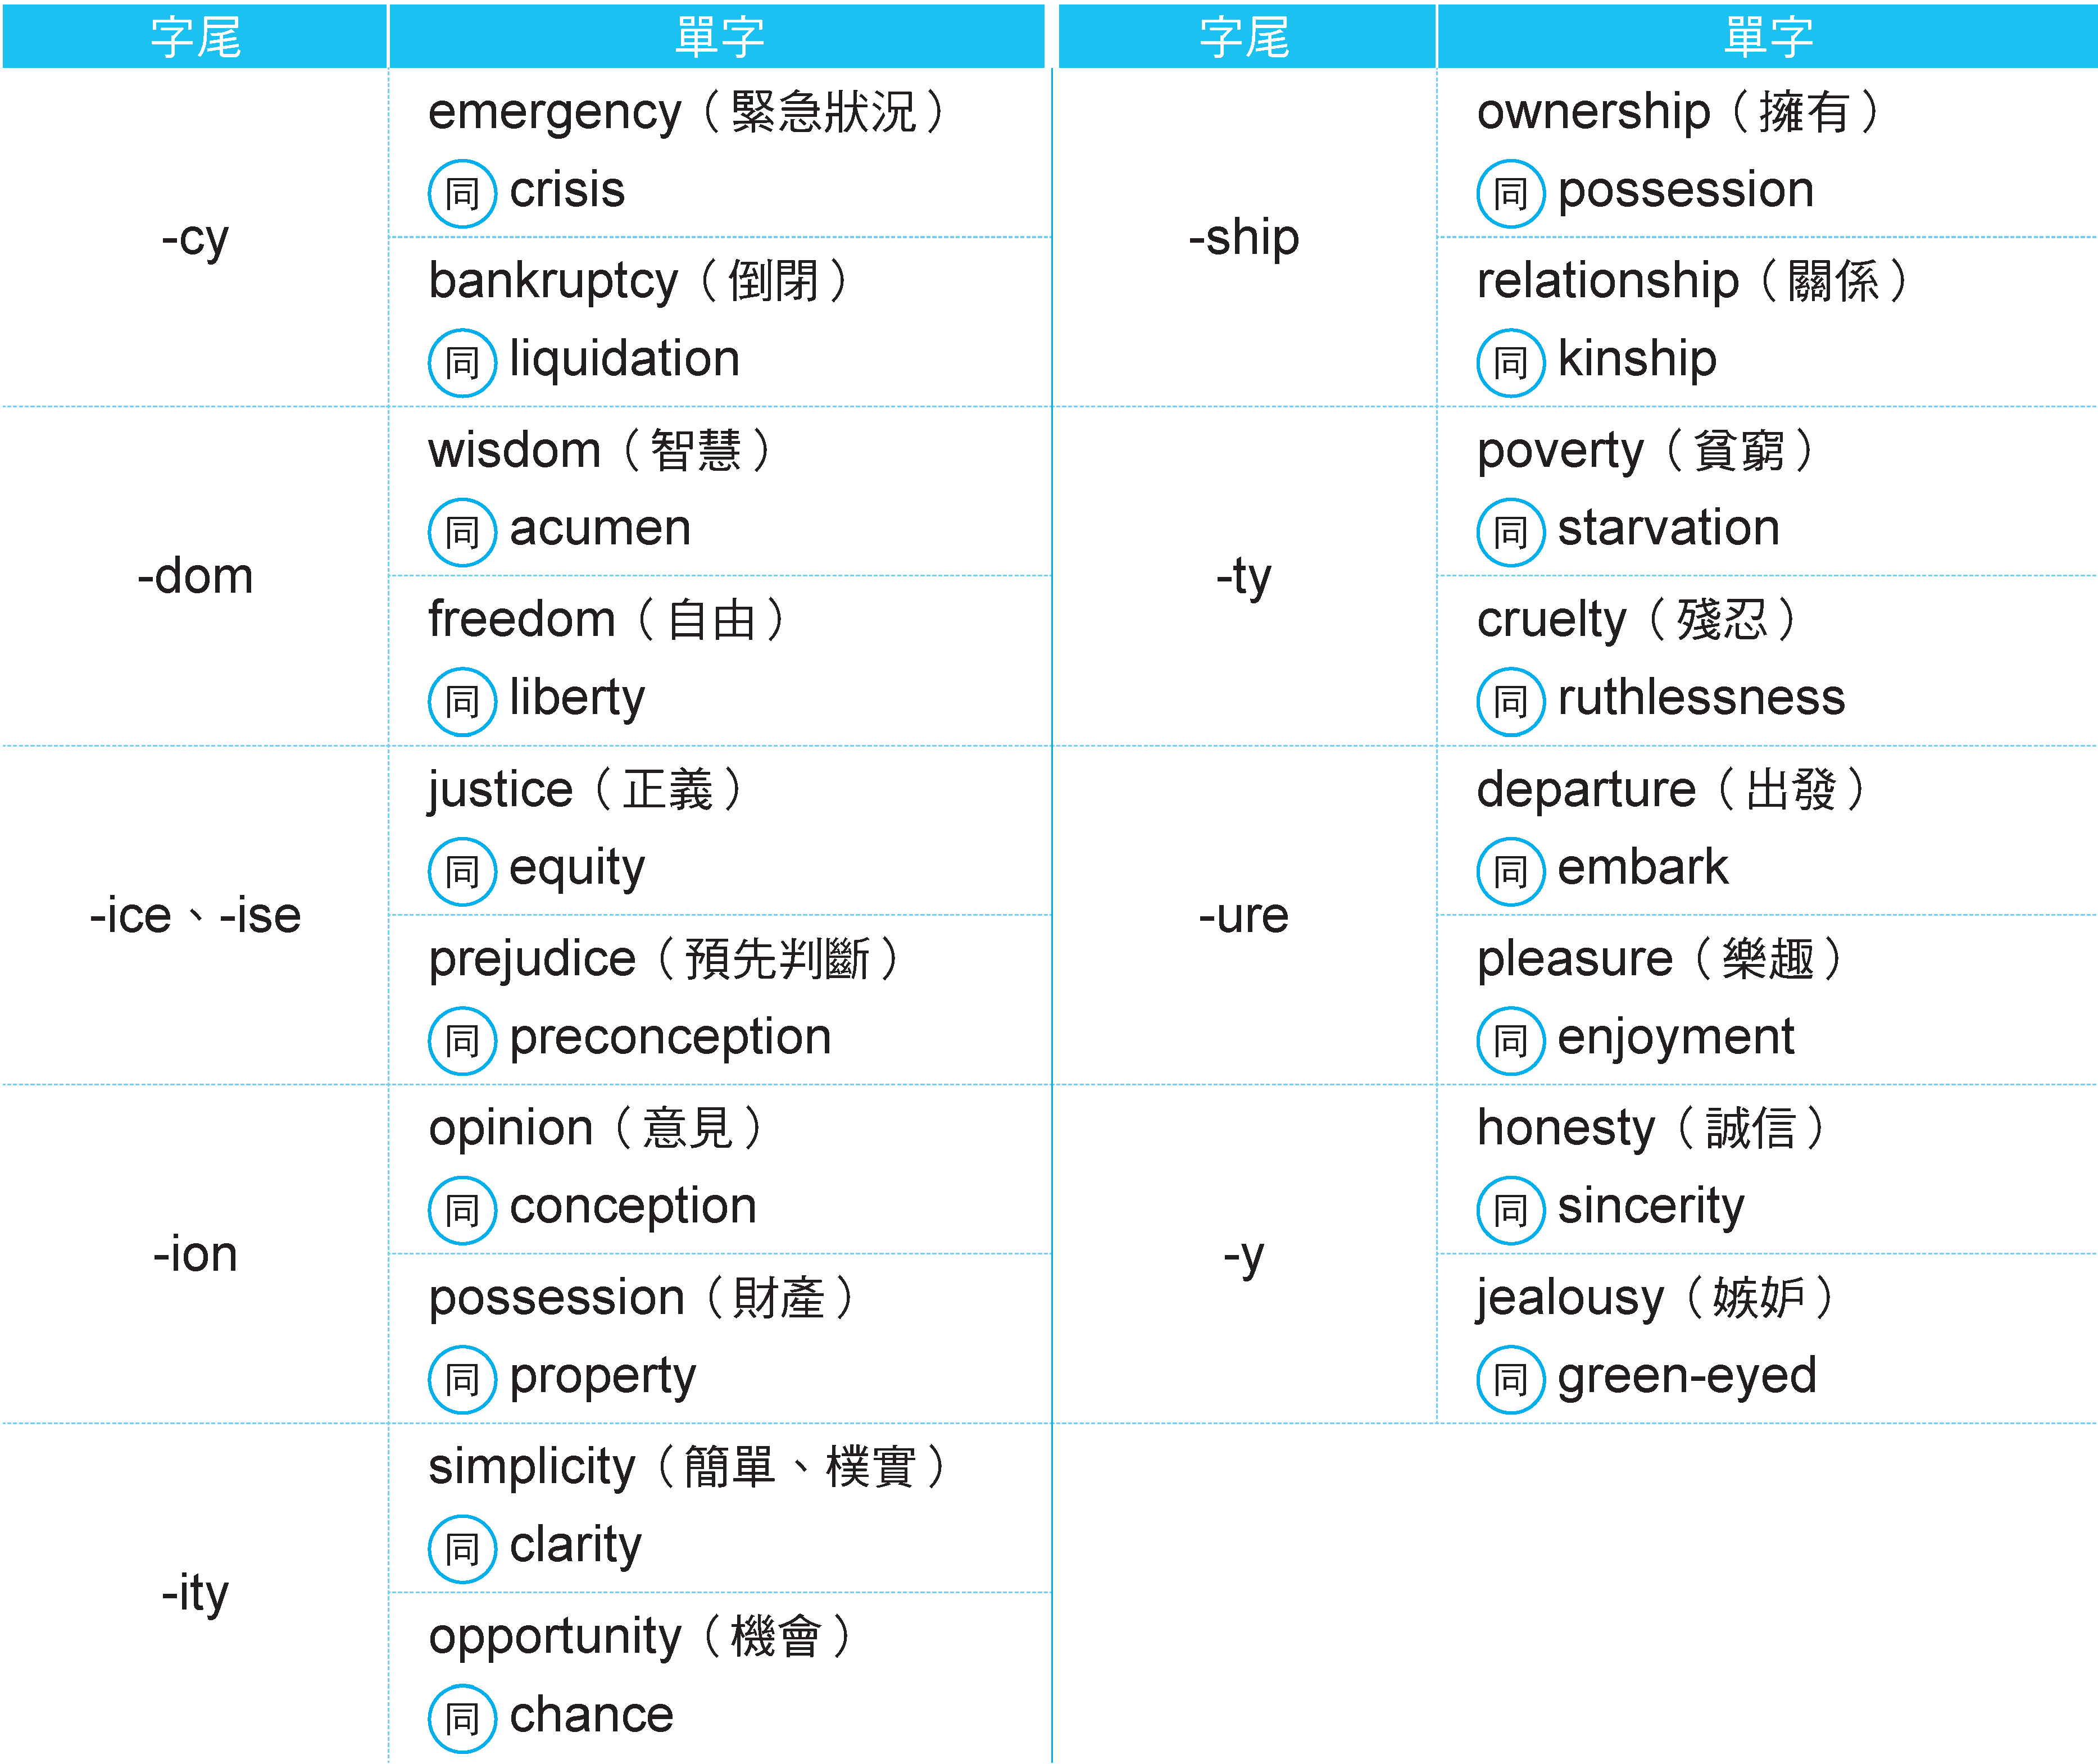 字尾 單字
-cy
emergency（緊急狀況）
同 crisis
bankruptcy（倒閉）
同 liquidation
-dom
wisdom（智慧）
同 acumen
freedom（自由）
同 liberty
-ice、-ise
justice（正義）
同 equity
prejudice（預先判斷）
同 preconception
-ion
opinion（意見）
同 conception
possession（財產）
同 property
-ity
simplicity（簡單、樸實）
同 clarity
opportunity（機會）
同 chance
字尾 單字
-ship
ownership（擁有）
同 possession
relationship（關係）
同 kinship
-ty
poverty（貧窮）
同 starvation
cruelty（殘忍）
同 ruthlessness
-ure
departure（出發）
同 embark
pleasure（樂趣）
同 enjoyment
-y
honesty（誠信）
同 sincerity
jealousy（嫉妒）
同 green-eyed